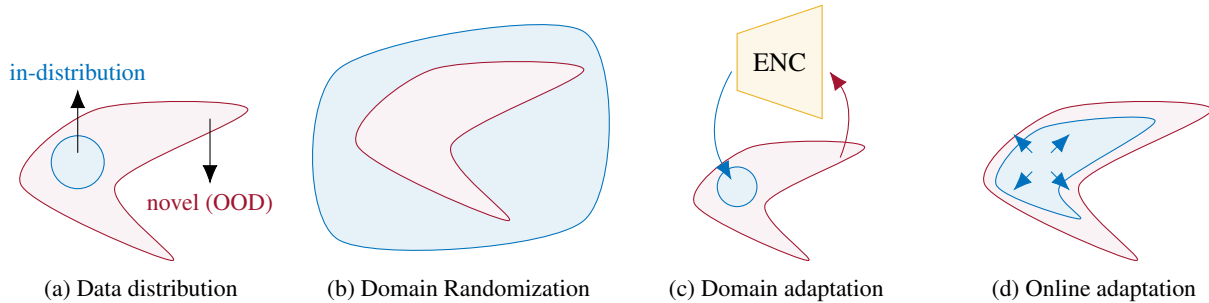 in-distribution
novel (OOD)
ENC
(a) Data distribution
(b) Domain Randomization
(c) Domain adaptation
(d) Online adaptation